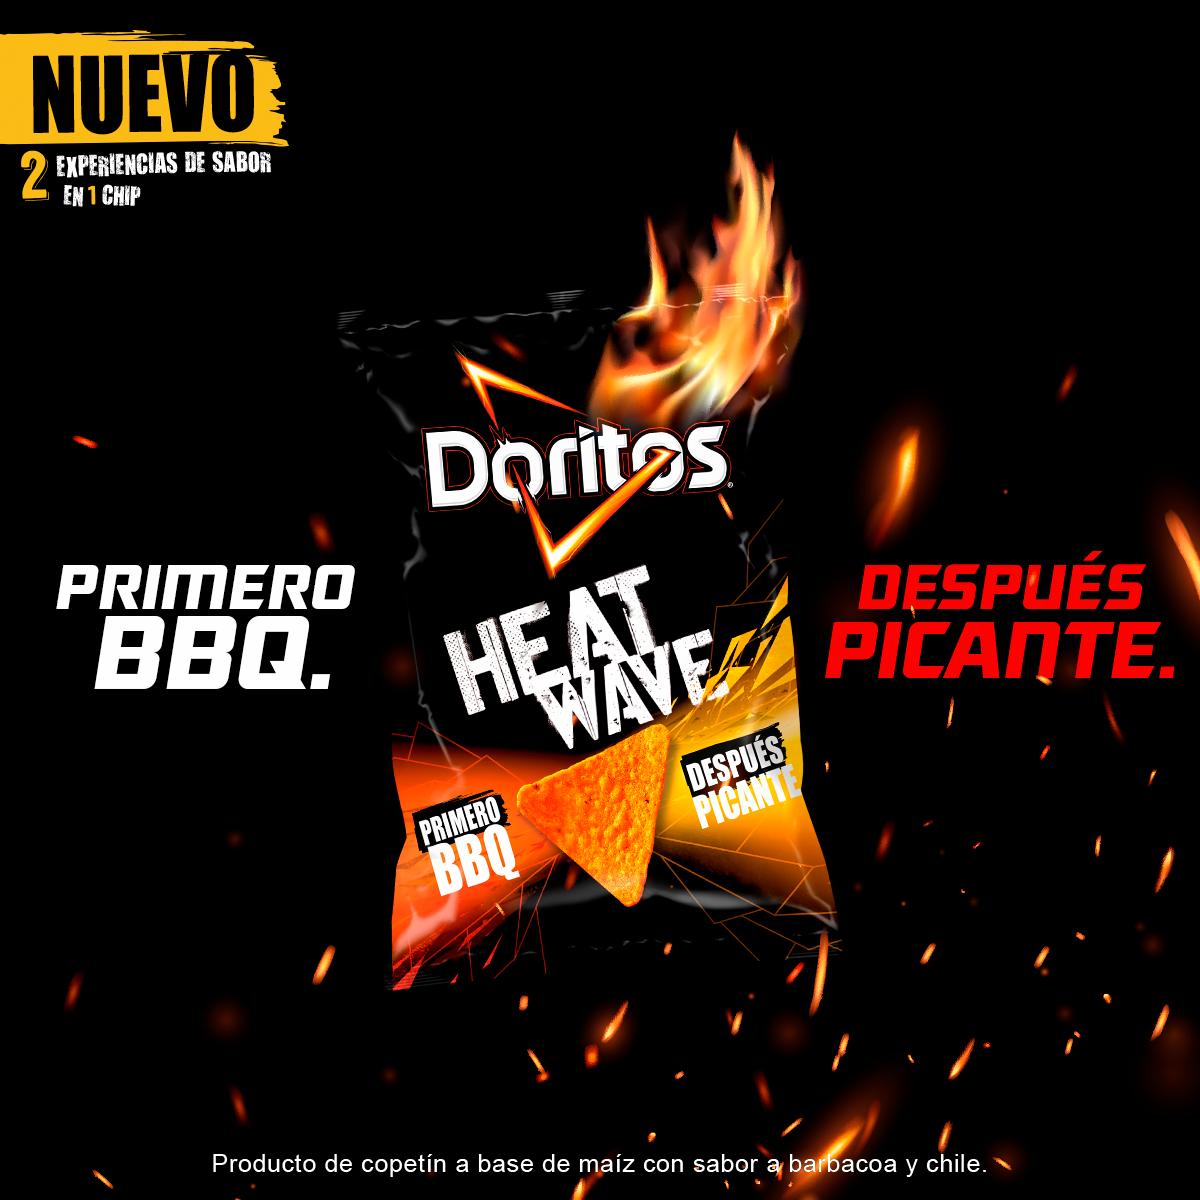 NUEVO
2 EXPERIENCIAS DE SABOR
EN 1 CHIP
Doritos®
HEAT
WAVE
PRIMERO
BBQ.
DESPUÉS
PICANTE.
DESPUÉS
PICANTE
PRIMERO
BBQ
Producto de copetín a base de maíz con sabor a barbacoa y chile.